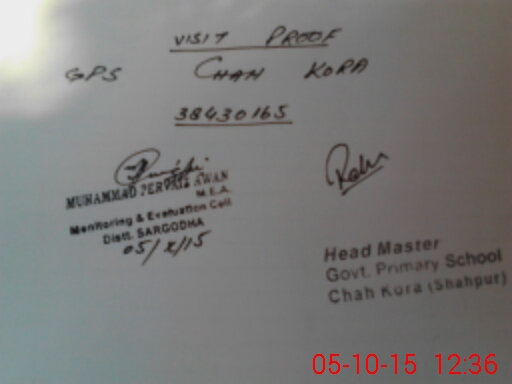 VISIT PROOF
GPS CHAH KORA
38430165
MUHAMMAD PERVAIZ AWAN
M.E.A.
Monitoring & Evaluation Cell
Distt. SARGODHA
05/X/15
Head Master
Govt. Primary School
Chah Kora (Shahpur)
05-10-15 12:36